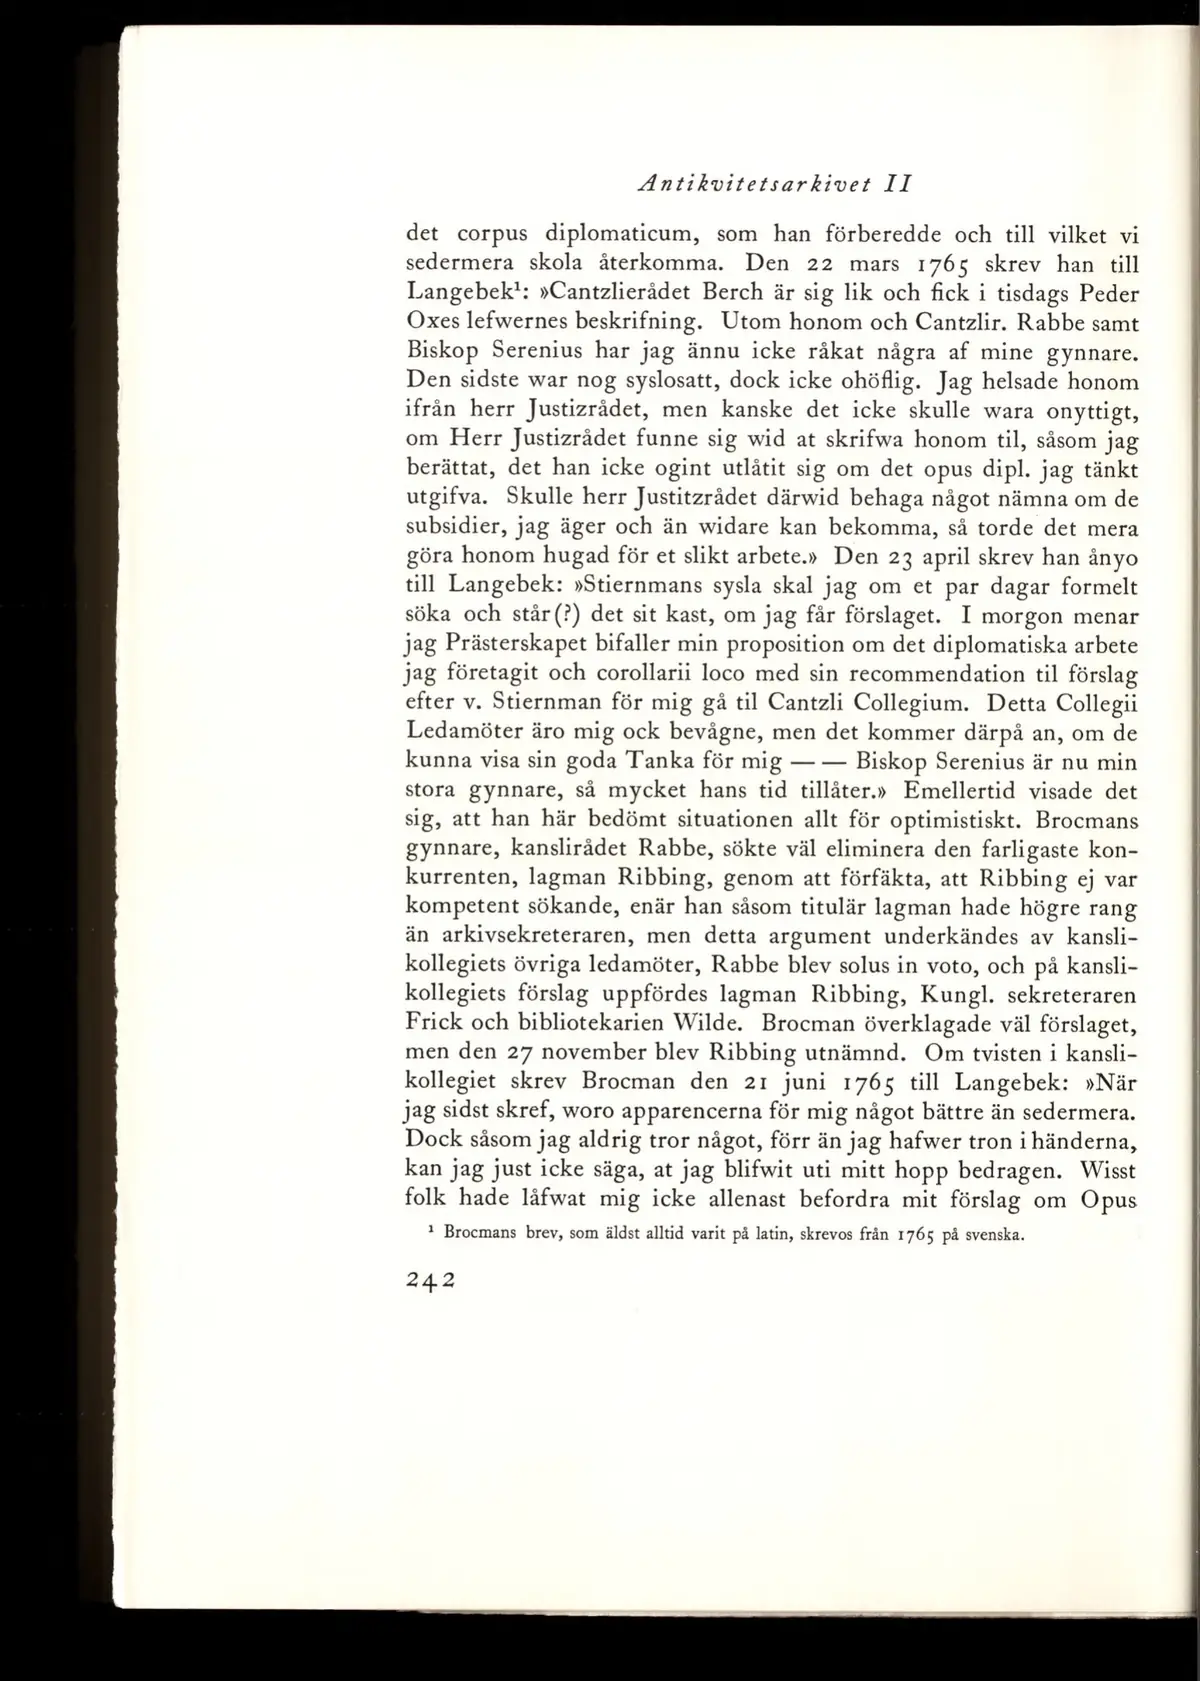 Antikvitetsarkivet II
det corpus diplomaticum, som han förberedde och till vilket vi
sedermera skola återkomma. Den 22 mars 1765 skrev han till
Langebek¹: »Cantzlierådet Berch är sig lik och fick i tisdags Peder
Oxes lefwernes beskrifning. Utom honom och Cantzlir. Rabbe samt
Biskop Serenius har jag ännu icke råkat några af mine gynnare.
Den sidste war nog syslosatt, dock icke ohöflig. Jag helsade honom
ifrån herr Justizrådet, men kanske det icke skulle wara onyttigt,
om Herr Justizrådet funne sig wid at skrifwa honom til, såsom jag
berättat, det han icke ogint utlåtit sig om det opus dipl. jag tänkt
utgifva. Skulle herr Justitzrådet därwid behaga något nämna om de
subsidier, jag äger och än widare kan bekomma, så torde det mera
göra honom hugad för et slikt arbete.» Den 23 april skrev han ånyo
till Langebek: »Stiernmans sysla skal jag om et par dagar formelt
söka och står(?) det sit kast, om jag får förslaget. I morgon menar
jag Prästerskapet bifaller min proposition om det diplomatiska arbete
jag företagit och corollarii loco med sin recommendation til förslag
efter v. Stiernman för mig gå til Cantzli Collegium. Detta Collegii
Ledamöter äro mig ock bevågne, men det kommer därpå an, om de
kunna visa sin goda Tanka för mig — — Biskop Serenius är nu min
stora gynnare, så mycket hans tid tillåter.» Emellertid visade det
sig, att han här bedömt situationen allt för optimistiskt. Brocmans
gynnare, kanslirådet Rabbe, sökte väl eliminera den farligaste kon-
kurrenten, lagman Ribbing, genom att förfäkta, att Ribbing ej var
kompetent sökande, enär han såsom titulär lagman hade högre rang
än arkivsekreteraren, men detta argument underkändes av kansli-
kollegiets övriga ledamöter, Rabbe blev solus in voto, och på kansli-
kollegiets förslag uppfördes lagman Ribbing, Kungl. sekreteraren
Frick och bibliotekarien Wilde. Brocman överklagade väl förslaget,
men den 27 november blev Ribbing utnämnd. Om tvisten i kansli-
kollegiet skrev Brocman den 21 juni 1765 till Langebek: »När
jag sidst skref, woro apparencerna för mig något bättre än sedermera.
Dock såsom jag aldrig tror något, förr än jag hafwer tron i händerna,
kan jag just icke säga, at jag blifwit uti mitt hopp bedragen. Wisst
folk hade låfwat mig icke allenast befordra mit förslag om Opus
¹ Brocmans brev, som äldst alltid varit på latin, skrevos från 1765 på svenska.
242